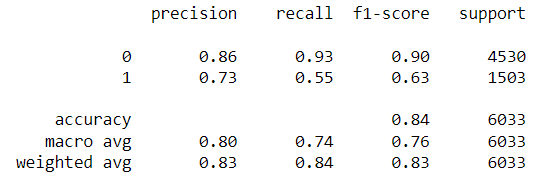 precision recall f1-score support
0 0.86 0.93 0.90 4530
1 0.73 0.55 0.63 1503
accuracy 0.84 6033
macro avg 0.80 0.74 0.76 6033
weighted avg 0.83 0.84 0.83 6033